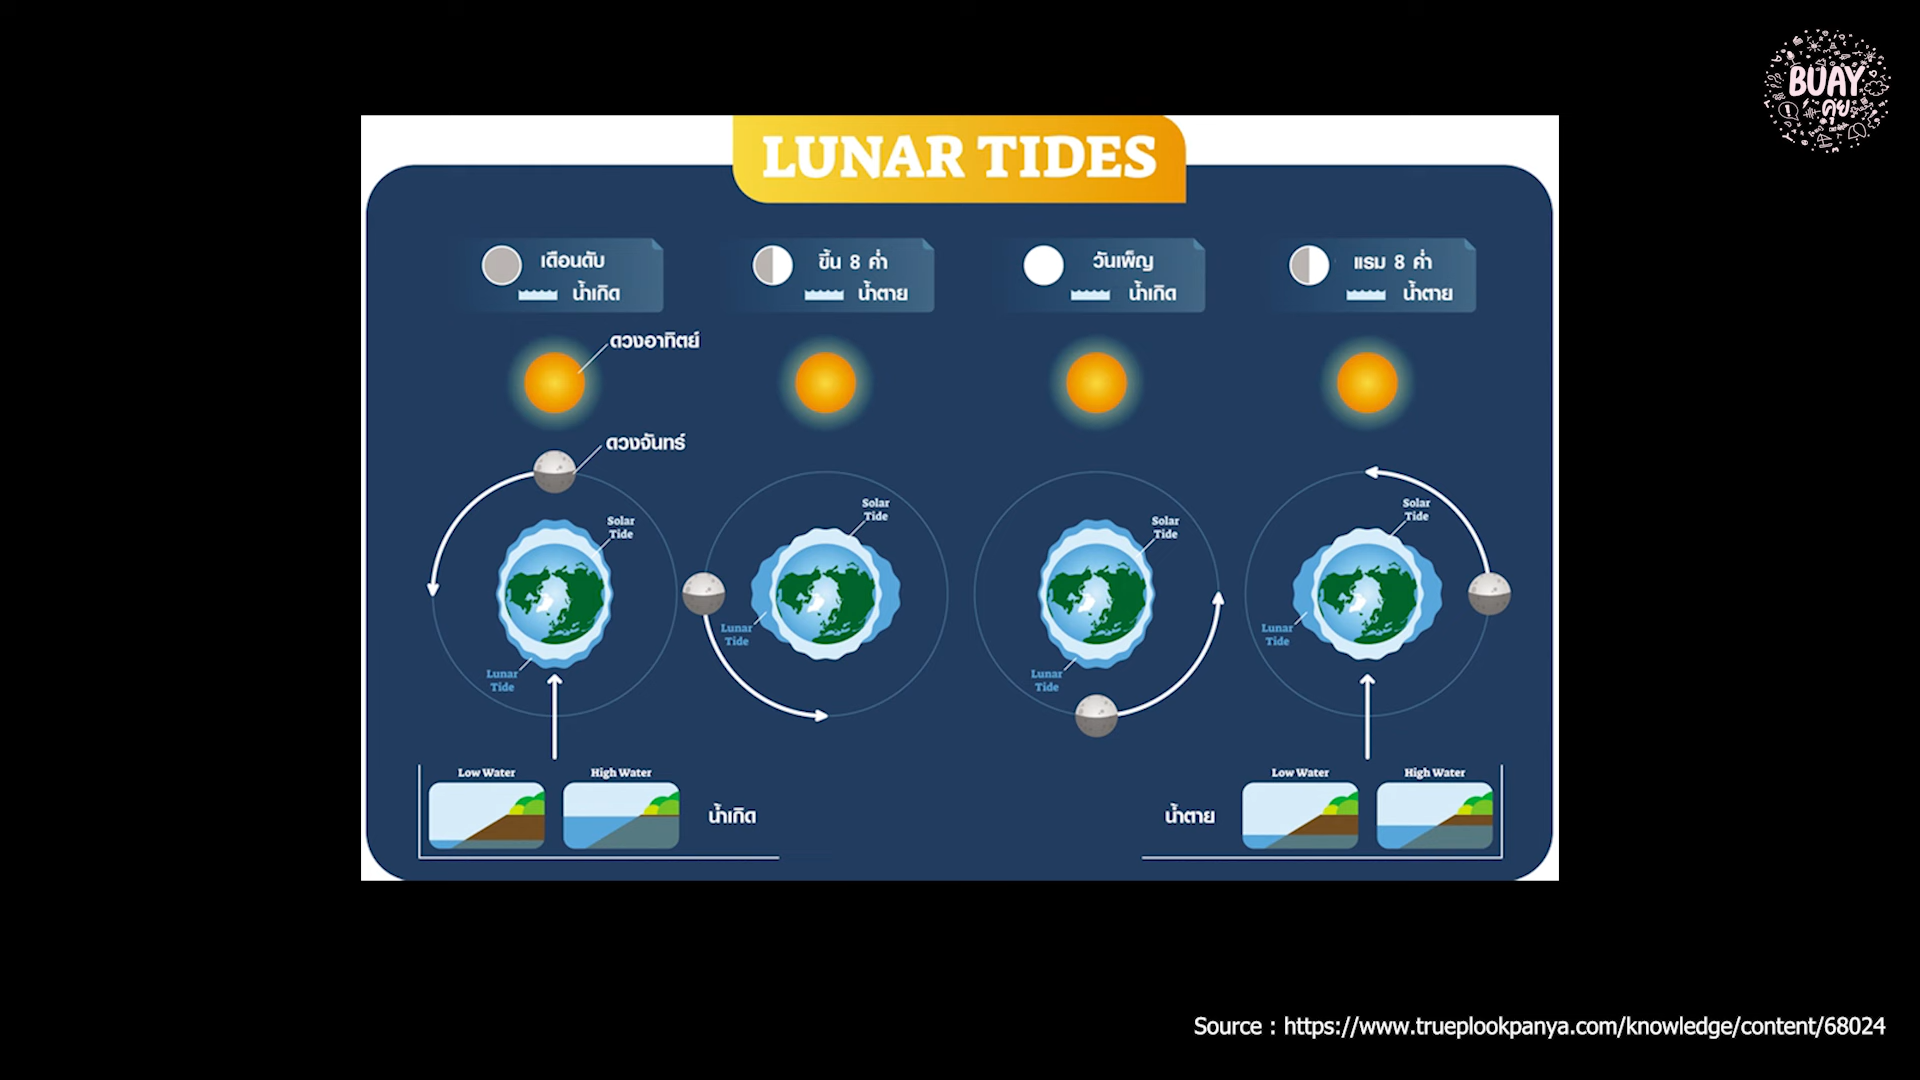 BUAY
คุย
LUNAR TIDES
เดือนดับ
น้ำเกิด
ขึ้น 8 ค่ำ
น้ำตาย
วันเพ็ญ
น้ำเกิด
แรม 8 ค่ำ
น้ำตาย
ดวงอาทิตย์
ดวงจันทร์
Solar
Tide
Lunar
Tide
Solar
Tide
Lunar
Tide
Solar
Tide
Lunar
Tide
Solar
Tide
Lunar
Tide
Low Water
High Water
น้ำเกิด
น้ำตาย
Low Water
High Water
Source : https://www.trueplookpanya.com/knowledge/content/68024